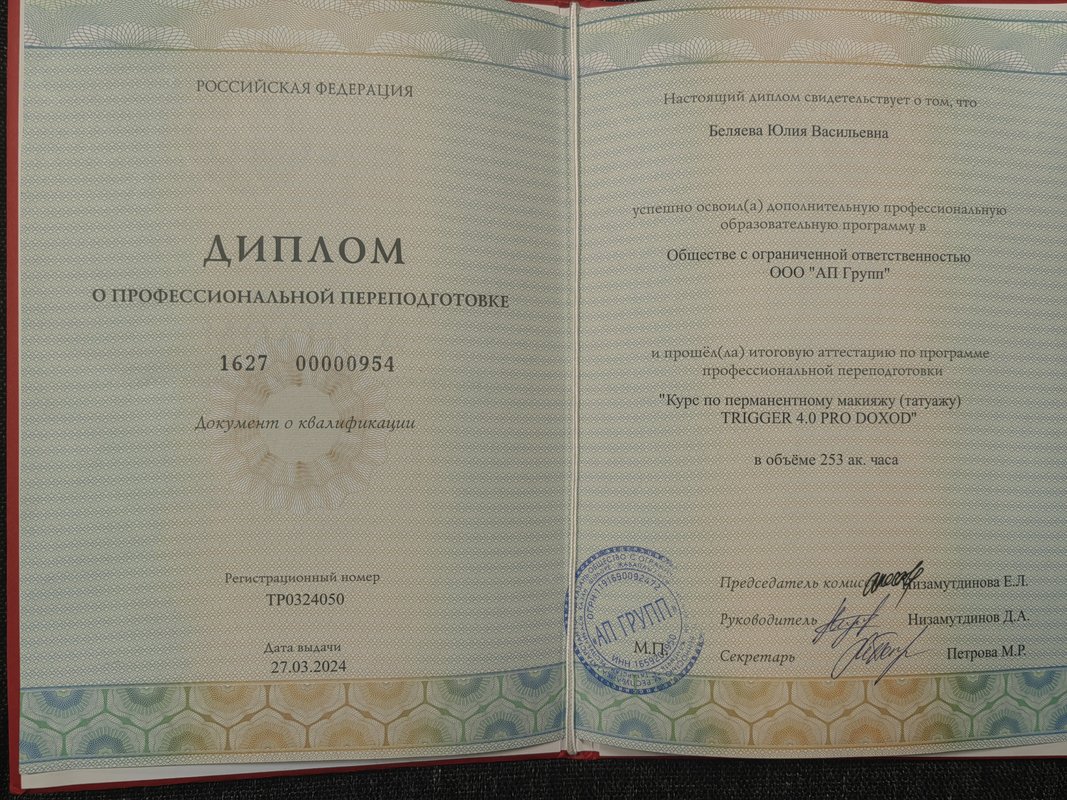 РОССИЙСКАЯ ФЕДЕРАЦИЯ
ДИПЛОМ
О ПРОФЕССИОНАЛЬНОЙ ПЕРЕПОДГОТОВКЕ
1627 00000954
Документ о квалификации
Регистрационный номер
ТР0324050
Дата выдачи
27.03.2024
Настоящий диплом свидетельствует о том, что
Беляева Юлия Васильевна
успешно освоил(а) дополнительную профессиональную
образовательную программу в
Обществе с ограниченной ответственностью
ООО "АП Групп"
и прошёл(ла) итоговую аттестацию по программе
профессиональной переподготовки
"Курс по перманентному макияжу (татуажу)
TRIGGER 4.0 PRO DOXOD"
в объёме 253 ак. часа
Председатель Низамутдинова Е.Л.
Руководитель Низамутдинов Д.А.
Секретарь Петрова М.Р.
М.П.
ОГРН 1191690092472
"АП ГРУПП"
ИНН